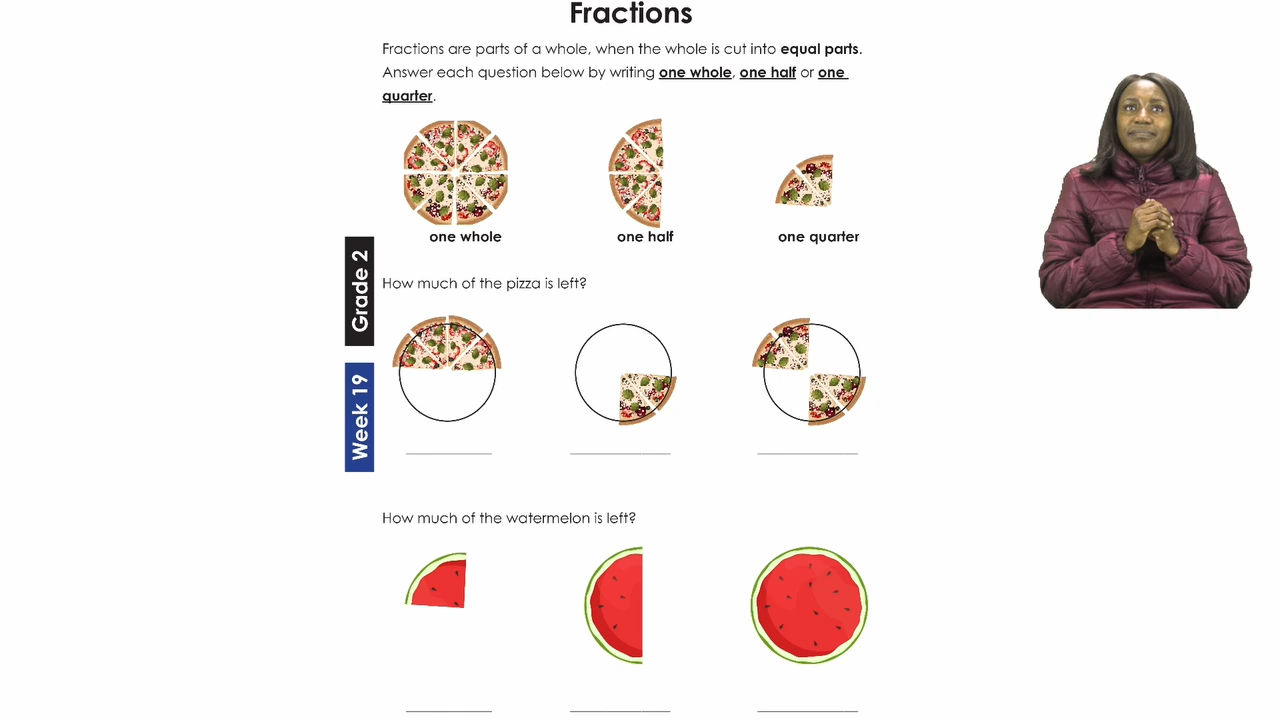 Fractions
Fractions are parts of a whole, when the whole is cut into equal parts.
Answer each question below by writing one whole, one half or one
quarter.
one whole
one half
one quarter
Grade 2
How much of the pizza is left?
Week 19
How much of the watermelon is left?